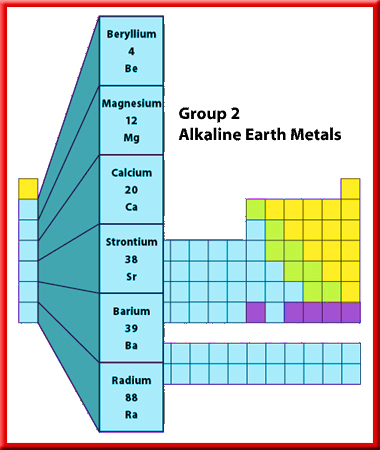 Beryllium
4
Be
Magnesium
12
Mg
Group 2
Alkaline Earth Metals
Calcium
20
Ca
Strontium
38
Sr
Barium
39
Ba
Radium
88
Ra